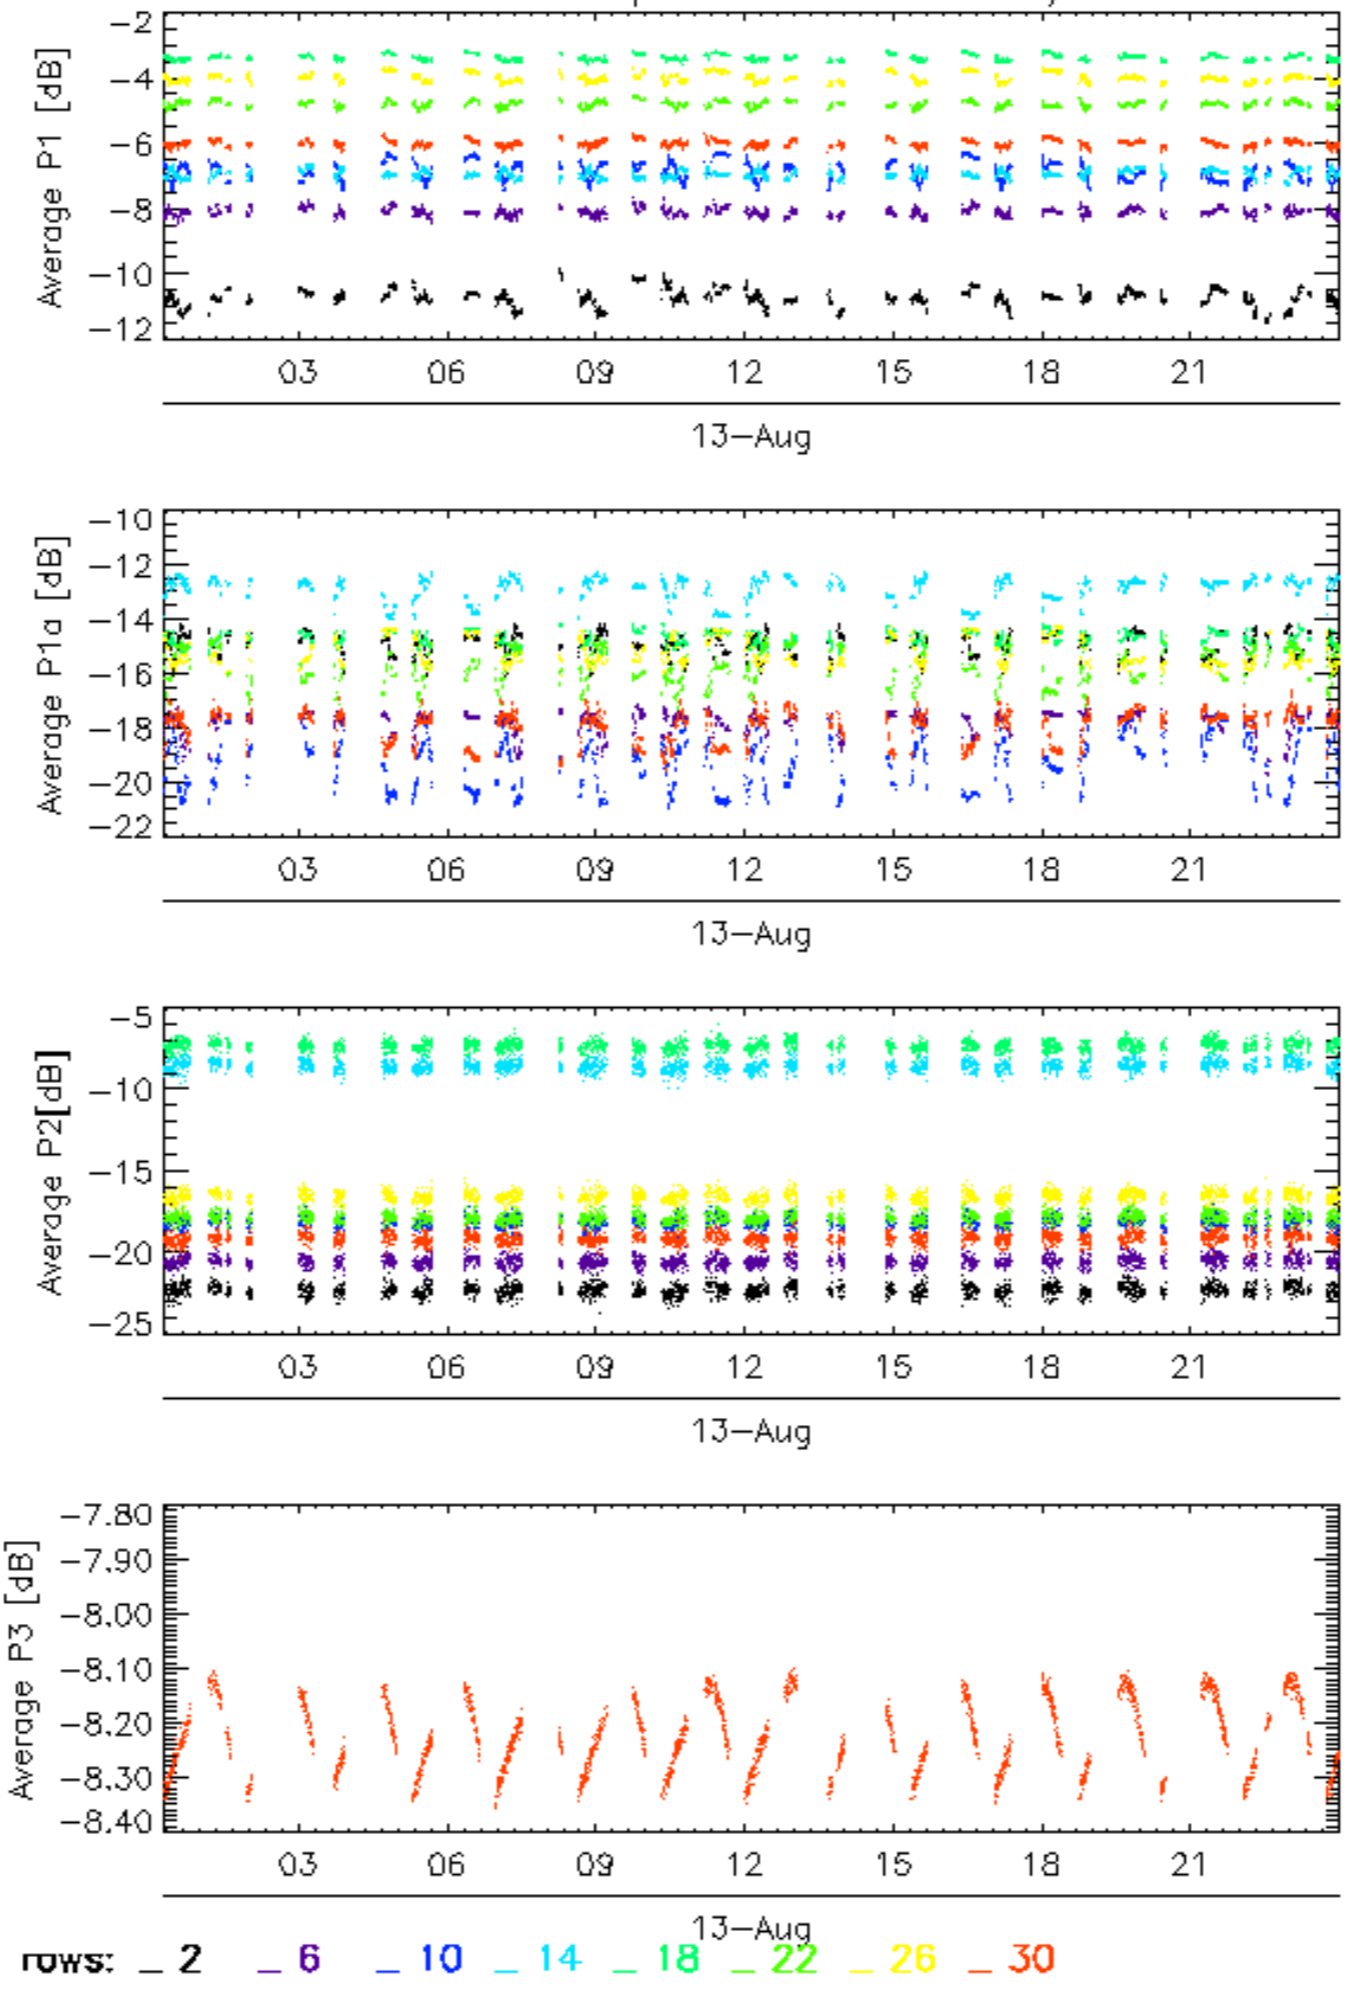 Average P1 [dB]
−2
−4
−6
−8
−10
−12
03 06 09 12 15 18 21
13−Aug
Average P1a [dB]
−10
−12
−14
−16
−18
−20
−22
03 06 09 12 15 18 21
13−Aug
Average P2[dB]
−5
−10
−15
−20
−25
03 06 09 12 15 18 21
13−Aug
Average P3 [dB]
−7.80
−7.90
−8.00
−8.10
−8.20
−8.30
−8.40
03 06 09 12 15 18 21
13−Aug
rows: _ 2 _ 6 _ 10 _ 14 _ 18 _ 22 _ 26 _ 30